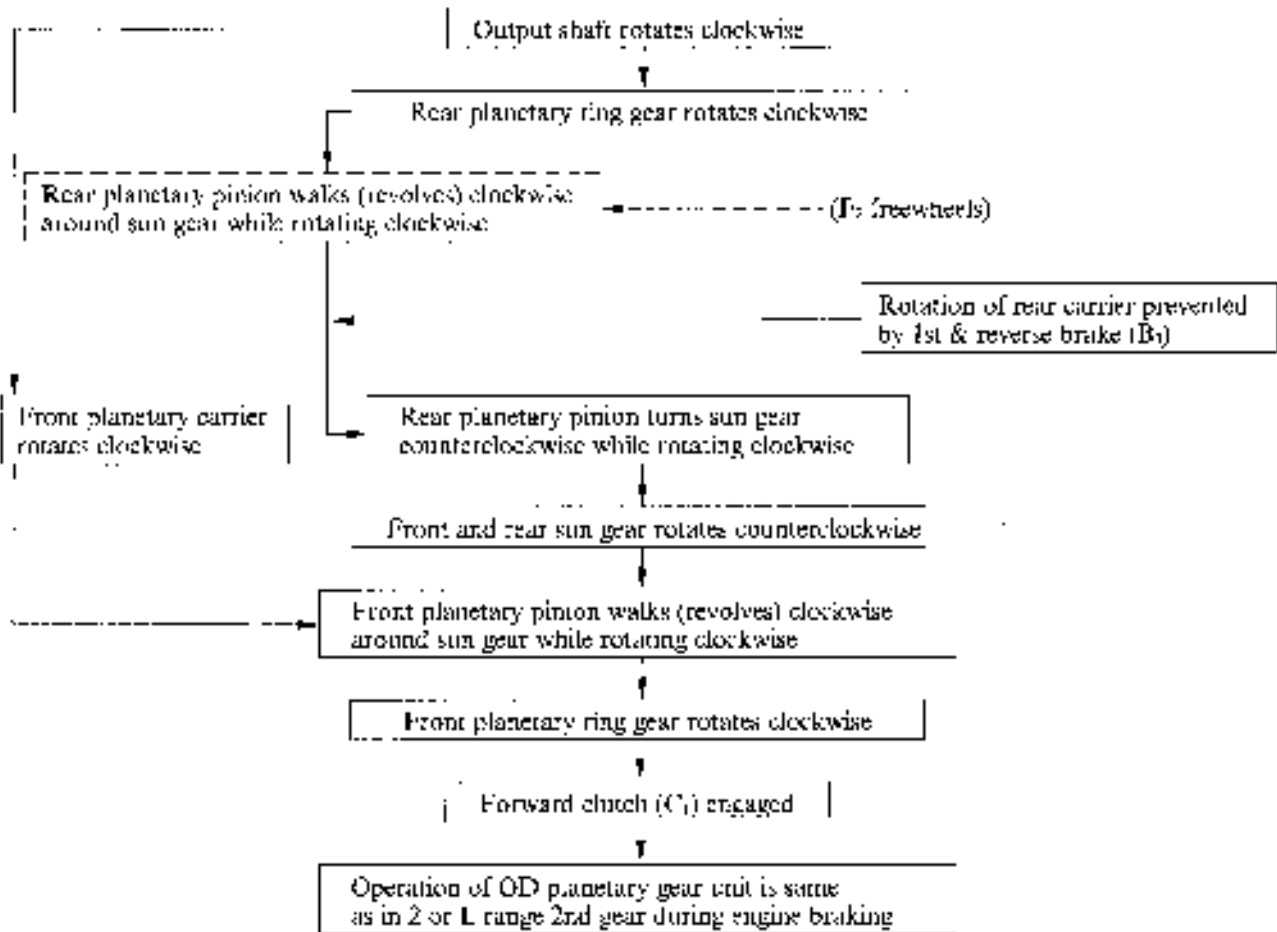 Output shaft rotates clockwise
Rear planetary ring gear rotates clockwise
Rear planetary pinion walks (revolves) clockwise
around sun gear while rotating clockwise
freewheels)
Rotation of rear carrier prevented
by 1st & reverse brake (B₃)
Front planetary carrier
rotates clockwise
Rear planetary pinion turns sun gear
counterclockwise while rotating clockwise
Front and rear sun gear rotates counterclockwise
Front planetary pinion walks (revolves) clockwise
around sun gear while rotating clockwise
Front planetary ring gear rotates clockwise
Forward clutch (C₁) engaged
Operation of OD planetary gear unit is same
as in 2 or L range 2nd gear during engine braking